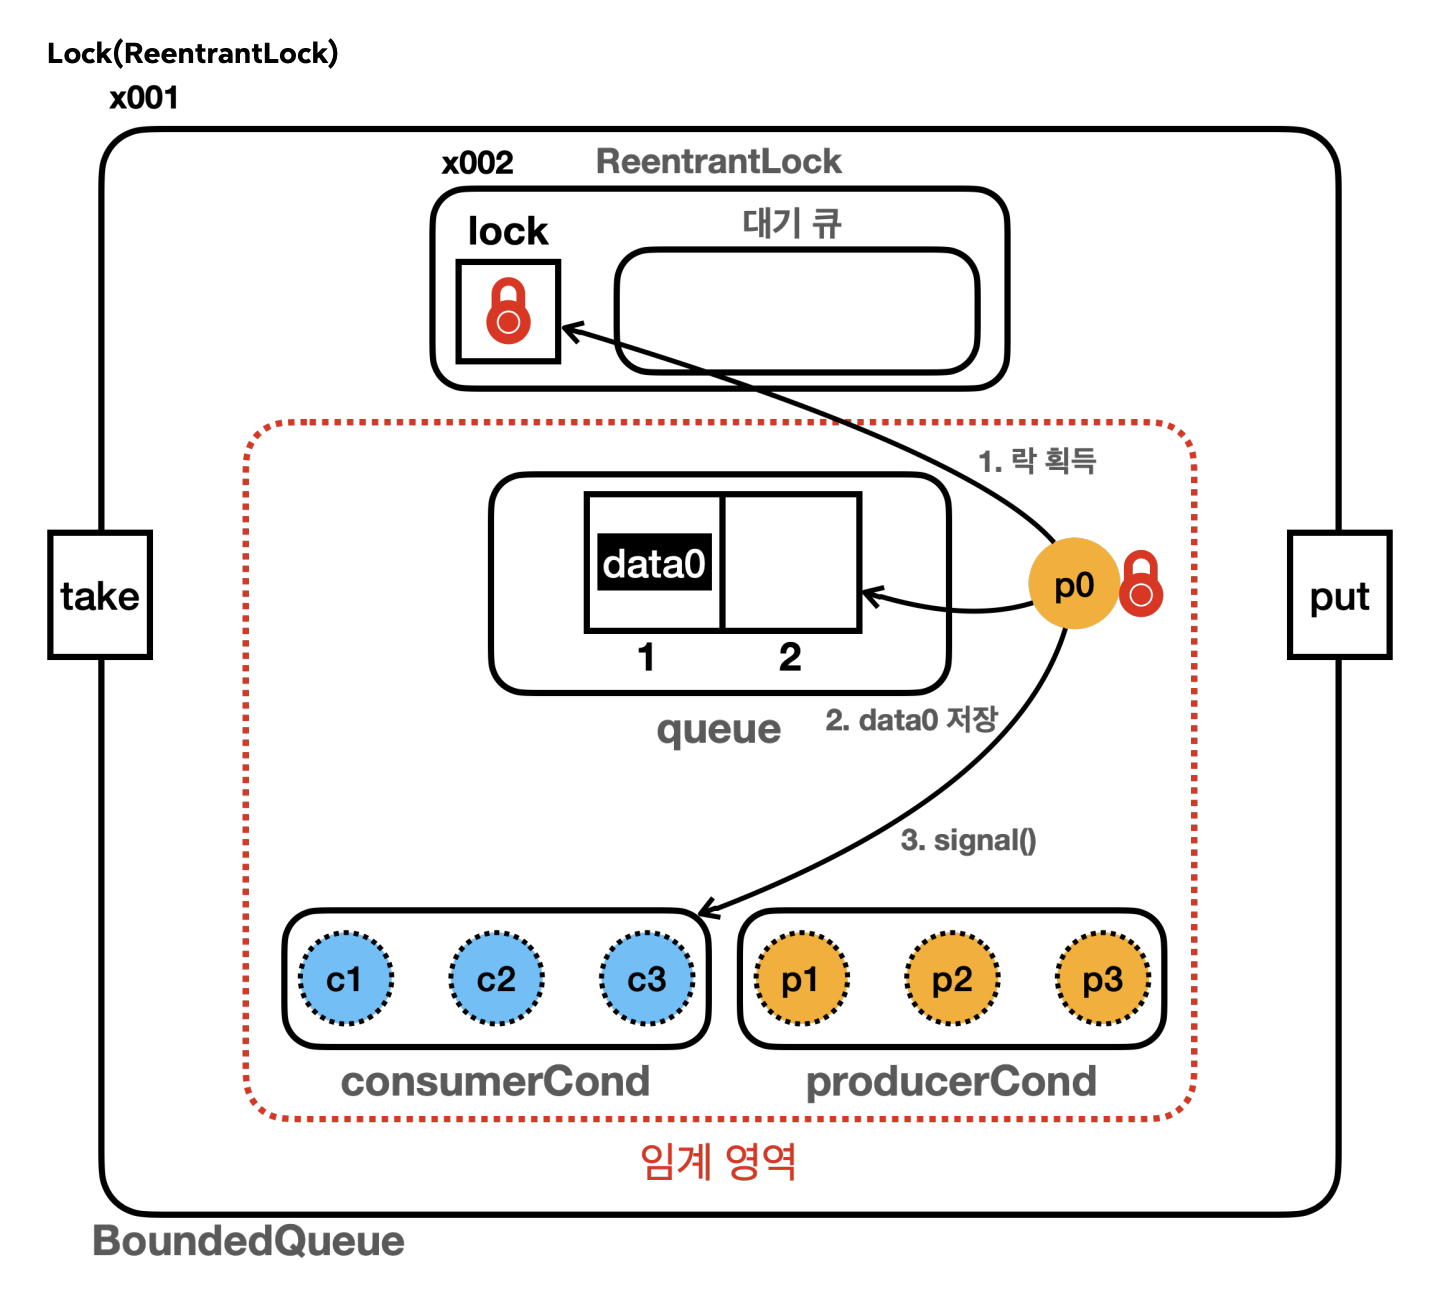 Lock(ReentrantLock)
x001
x002
ReentrantLock
lock
대기 큐
1. 락 획득
data0
p0
take
put
1
2
queue
2. data0 저장
3. signal()
c1
c2
c3
p1
p2
p3
consumerCond
producerCond
임계 영역
BoundedQueue